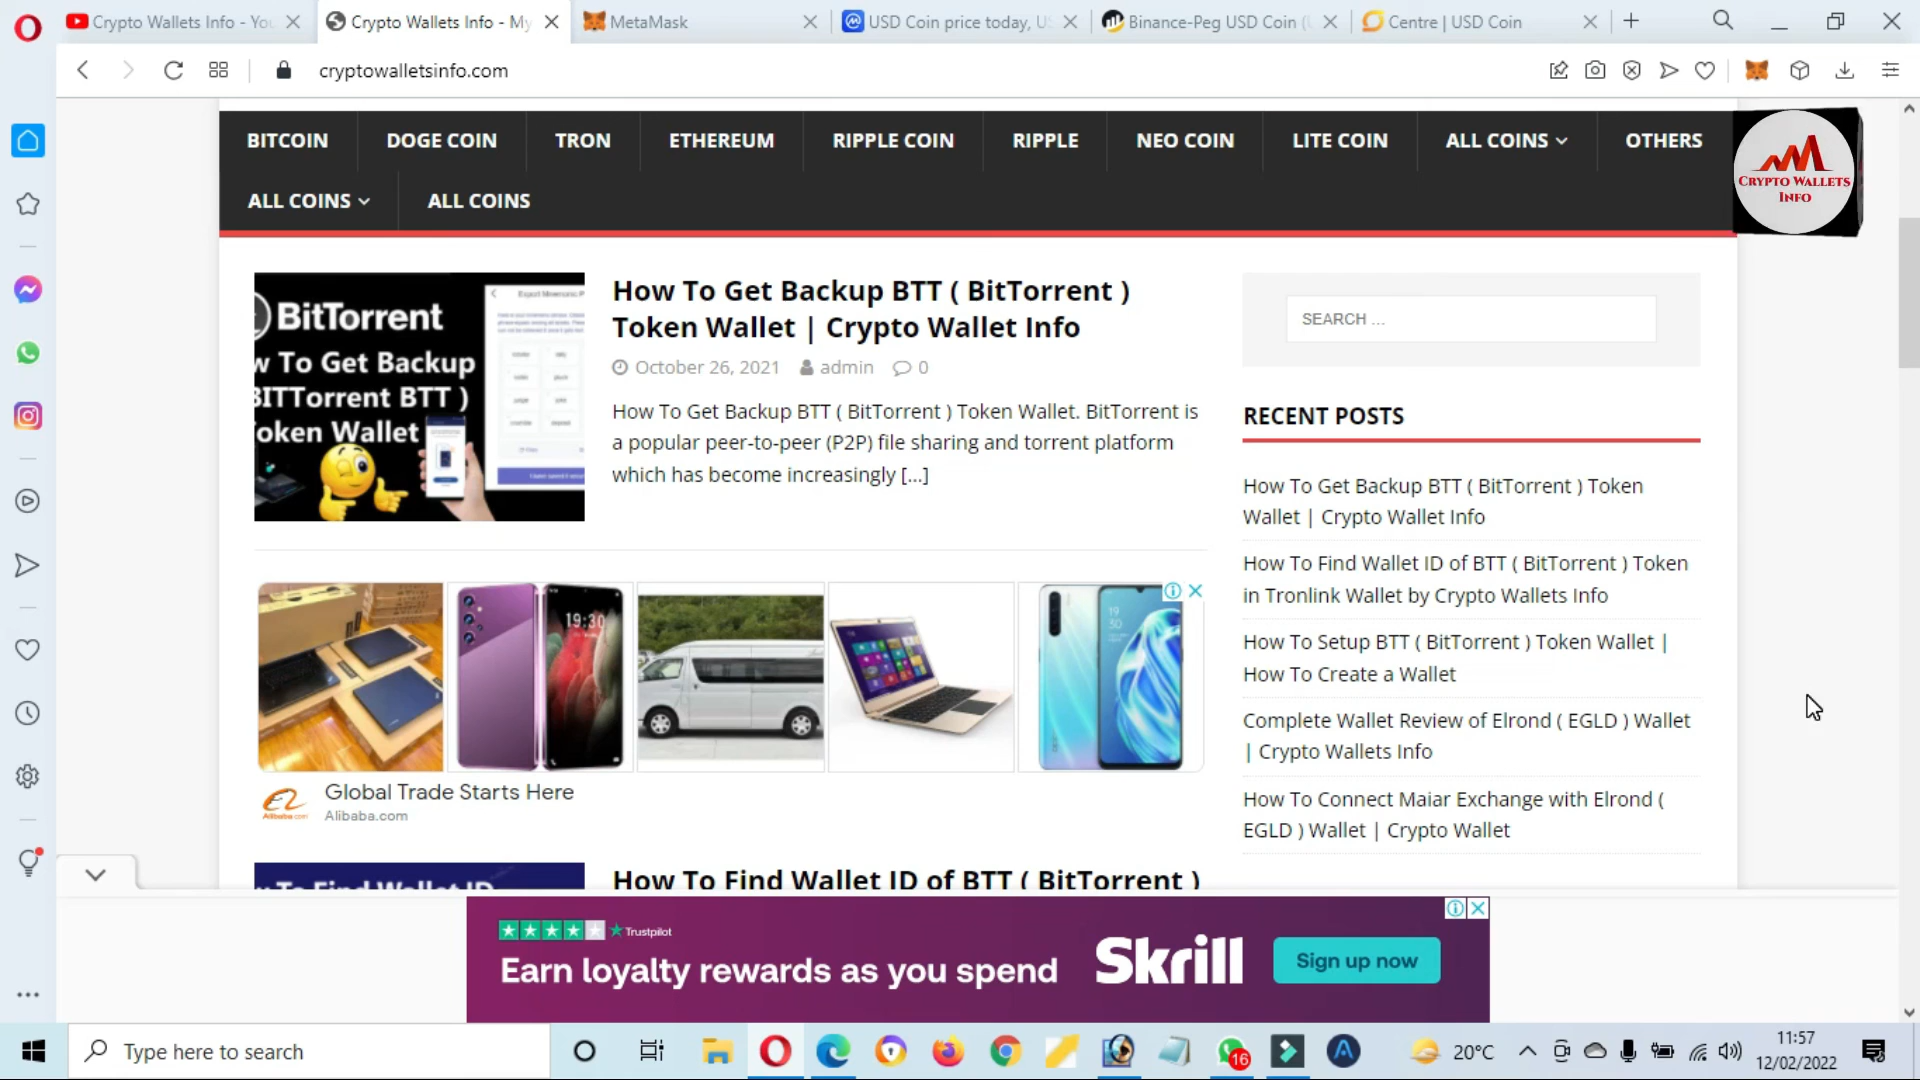 Crypto Wallets Info - You
Crypto Wallets Info - My
MetaMask
USD Coin price today, US
Binance-Peg USD Coin (U
Centre | USD Coin
cryptowalletsinfo.com
BITCOIN
DOGE COIN
TRON
ETHEREUM
RIPPLE COIN
RIPPLE
NEO COIN
LITE COIN
ALL COINS
OTHERS
ALL COINS
ALL COINS
CRYPTO WALLETS
INFO
BitTorrent
w To Get Backup
BITTorrent BTT )
oken Wallet
How To Get Backup BTT ( BitTorrent )
Token Wallet | Crypto Wallet Info
October 26, 2021 admin 0
How To Get Backup BTT ( BitTorrent ) Token Wallet. BitTorrent is
a popular peer-to-peer (P2P) file sharing and torrent platform
which has become increasingly [...]
SEARCH ...
RECENT POSTS
How To Get Backup BTT ( BitTorrent ) Token
Wallet | Crypto Wallet Info
How To Find Wallet ID of BTT ( BitTorrent ) Token
in Tronlink Wallet by Crypto Wallets Info
How To Setup BTT ( BitTorrent ) Token Wallet |
How To Create a Wallet
Complete Wallet Review of Elrond ( EGLD ) Wallet
| Crypto Wallets Info
How To Connect Maiar Exchange with Elrond (
EGLD ) Wallet | Crypto Wallet
19:30
Global Trade Starts Here
Alibaba.com
Alibaba.com
How To Find Wallet ID of BTT ( BitTorrent )
Trustpilot
Earn loyalty rewards as you spend
Skrill
Sign up now
Type here to search
16
20°C
11:57
12/02/2022